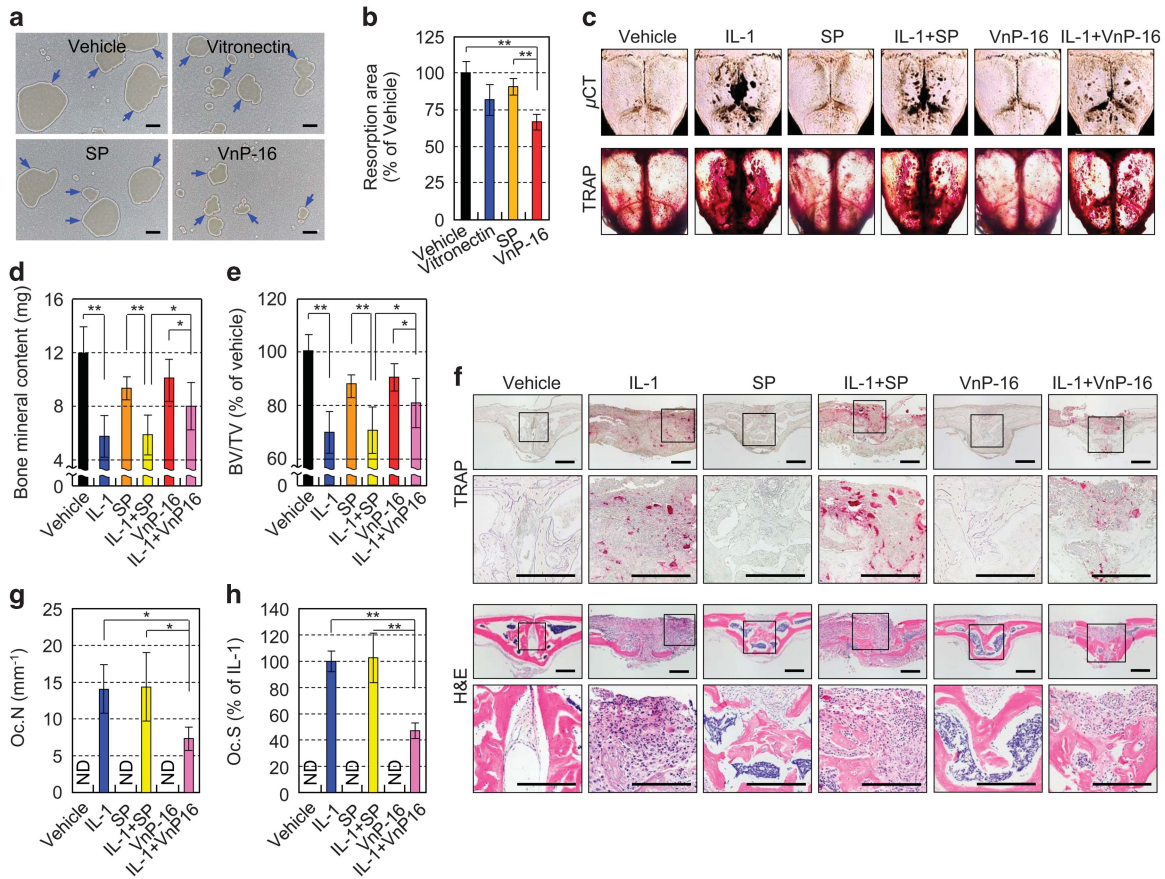 a
Vehicle
Vitronectin
SP
VnP-16
b
Resorption area
(% of Vehicle)
125
100
75
50
25
0
**
**
Vehicle
Vitronectin
SP
VnP-16
c
Vehicle IL-1 SP IL-1+SP VnP-16 IL-1+VnP-16
µCT
TRAP
d
Bone mineral content (mg)
16
12
8
4
0
** ** *
*
Vehicle
IL-1
SP
IL-1+SP
VnP-16
IL-1+VnP16
e
BV/TV (% of vehicle)
120
100
80
60
0
** ** *
*
Vehicle
IL-1
SP
IL-1+SP
VnP-16
IL-1+VnP16
f
Vehicle IL-1 SP IL-1+SP VnP-16 IL-1+VnP-16
TRAP
H&E
g
Oc.N (mm⁻¹)
25
20
15
10
5
0
*
*
ND ND ND
Vehicle
IL-1
SP
IL-1+SP
VnP-16
IL-1+VnP16
h
Oc.S (% of IL-1)
140
120
100
80
60
40
20
0
**
**
ND ND ND
Vehicle
IL-1
SP
IL-1+SP
VnP-16
IL-1+VnP16